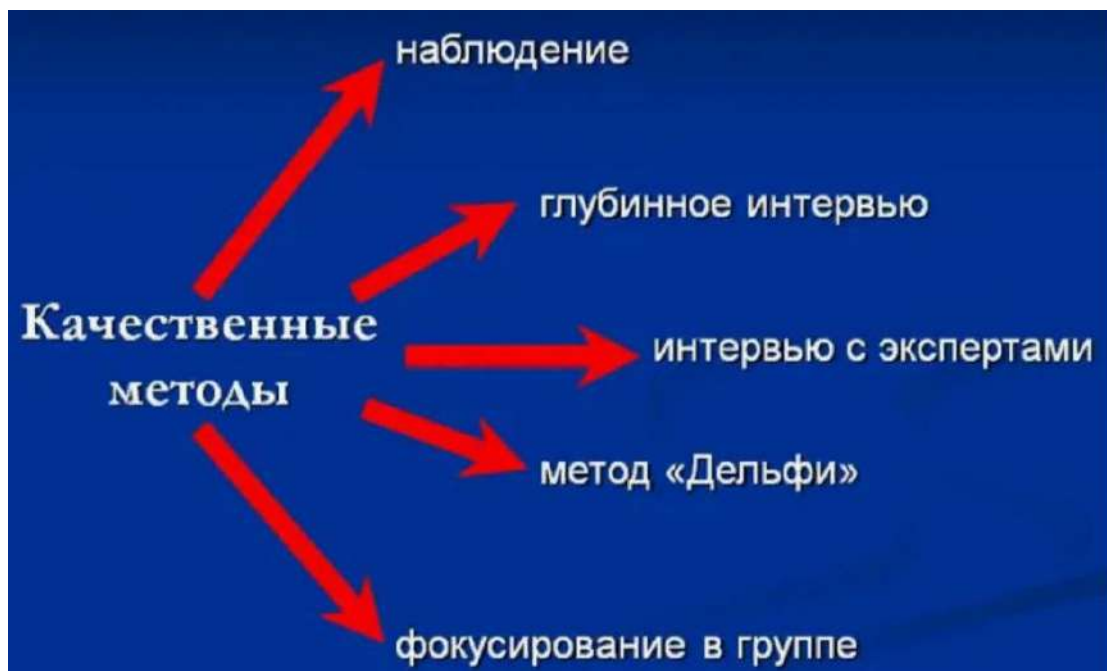 наблюдение
глубинное интервью
Качественные
методы
интервью с экспертами
метод «Дельфи»
фокусирование в группе